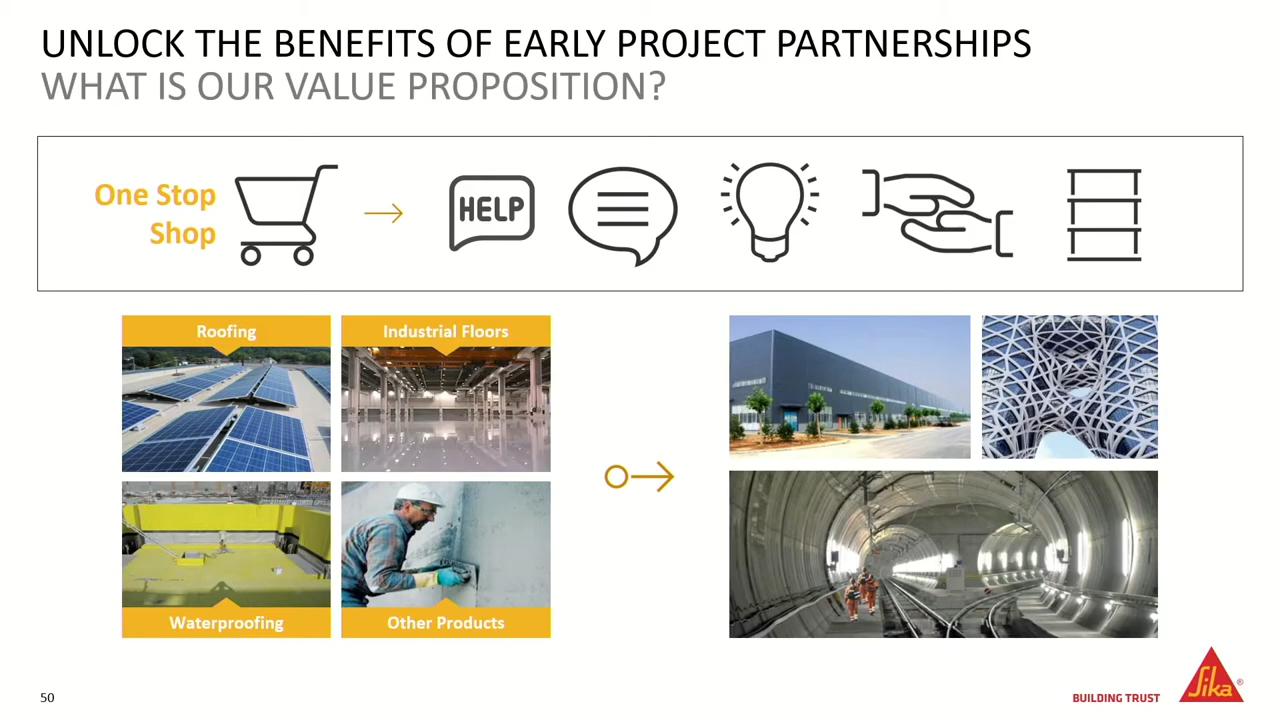 UNLOCK THE BENEFITS OF EARLY PROJECT PARTNERSHIPS
WHAT IS OUR VALUE PROPOSITION?
One Stop
Shop
HELP
Roofing
Industrial Floors
Waterproofing
Other Products
50
BUILDING TRUST
Sika®